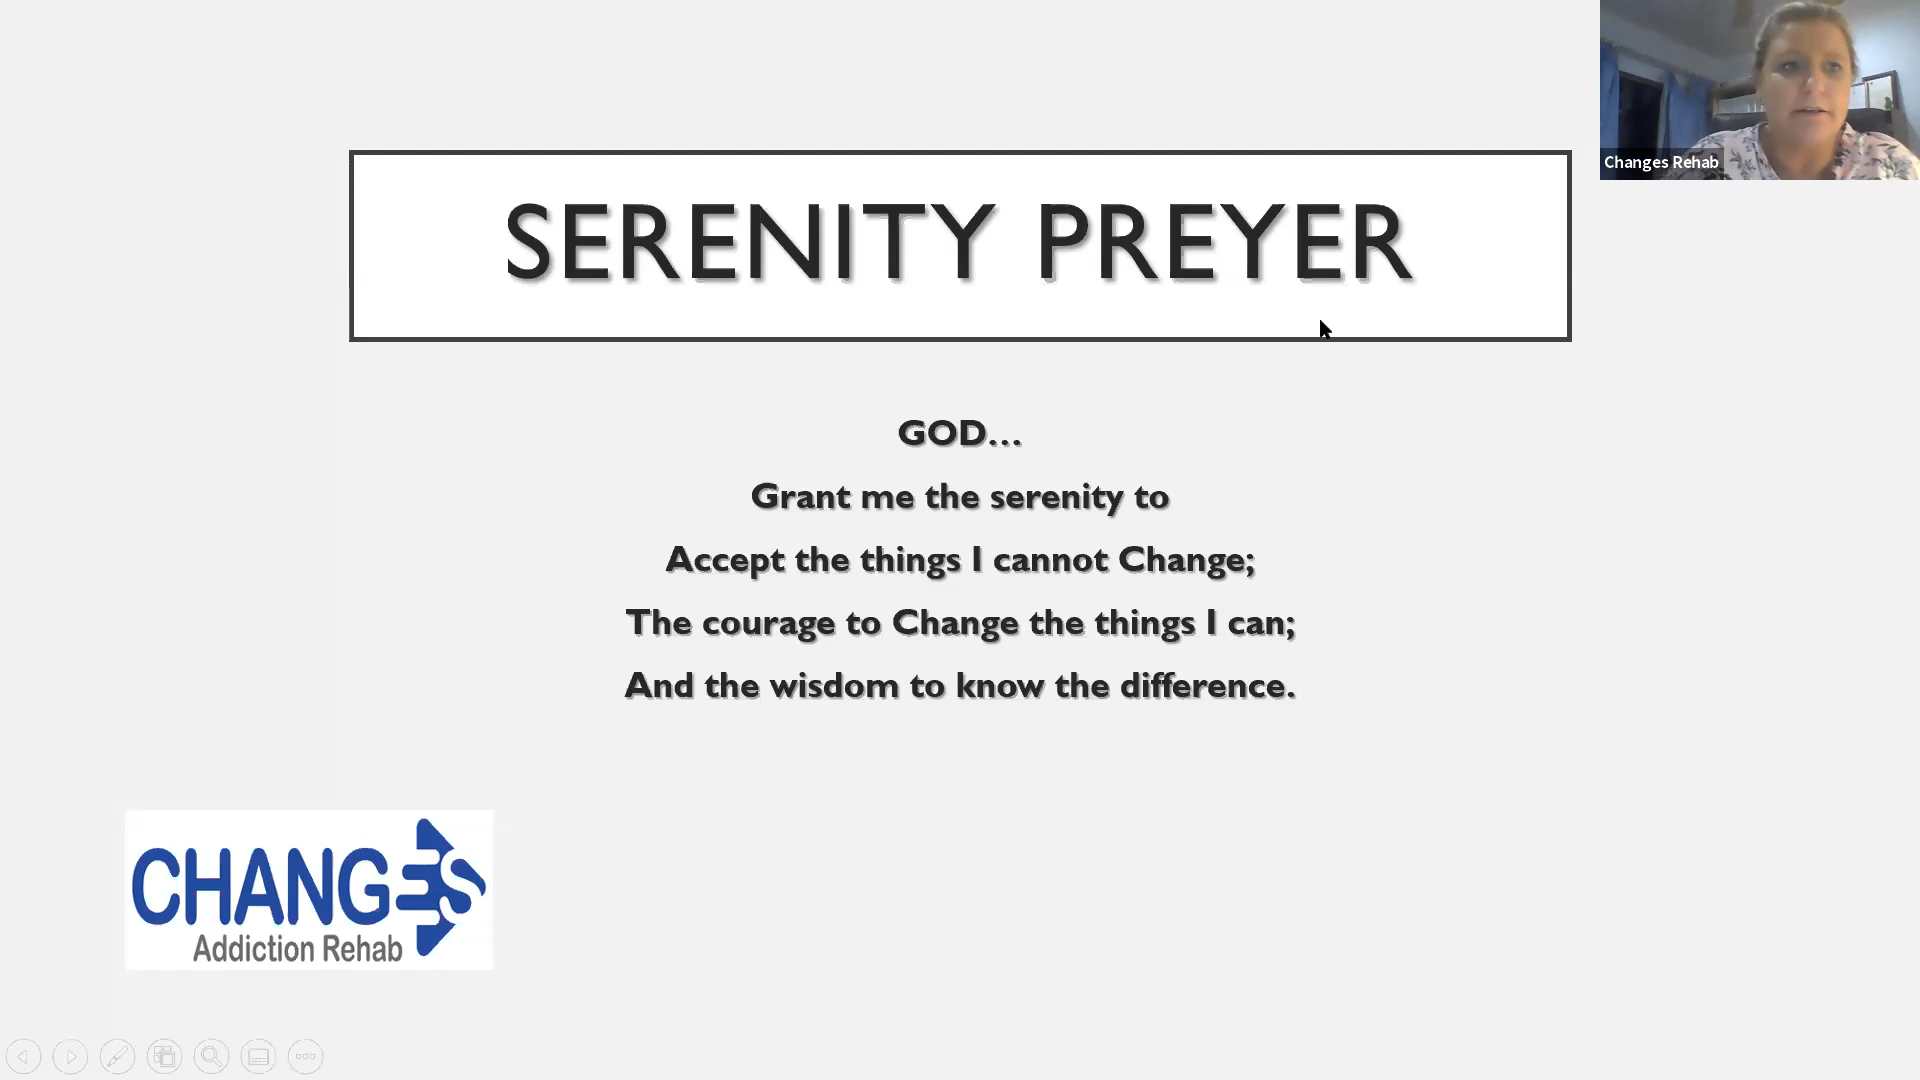 Changes Rehab
SERENITY PREYER
GOD...
Grant me the serenity to
Accept the things I cannot Change;
The courage to Change the things I can;
And the wisdom to know the difference.
CHANGES
Addiction Rehab